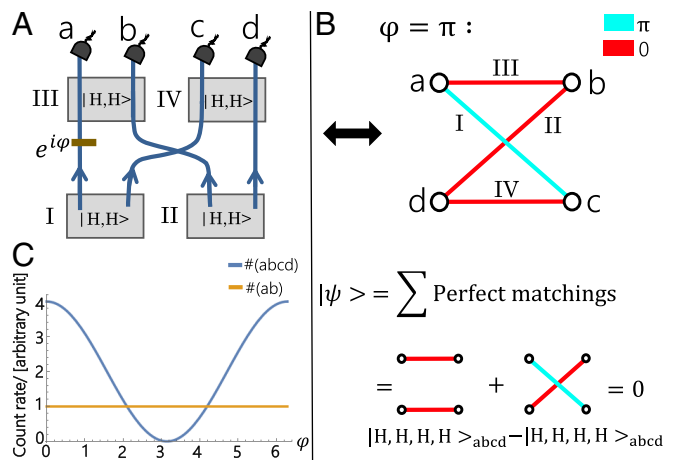 A
a b c d
III |H,H> IV |H,H>
e^{iφ}
I |H,H> II |H,H>
B
φ = π :
π
0
a III b
I II
d IV c
|ψ > = ∑ Perfect matchings
= + = 0
|H, H, H, H >abcd−|H, H, H, H >abcd
C
#(abcd)
#(ab)
Count rate/ [arbitrary unit]
4
3
2
1
0
0 1 2 3 4 5 6 φ